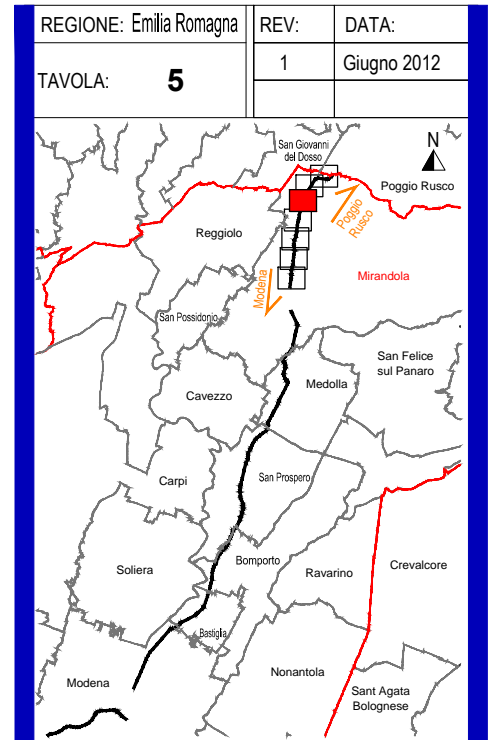 REGIONE: Emilia Romagna
REV:
DATA:
TAVOLA: 5
1
Giugno 2012
San Giovanni
del Dosso
N
Poggio Rusco
Poggio
Rusco
Reggiolo
Modena
Mirandola
San Possidonio
San Felice
sul Panaro
Medolla
Cavezzo
Carpi
San Prospero
Soliera
Bomporto
Ravarino
Crevalcore
Bastiglia
Nonantola
Modena
Sant Agata
Bolognese